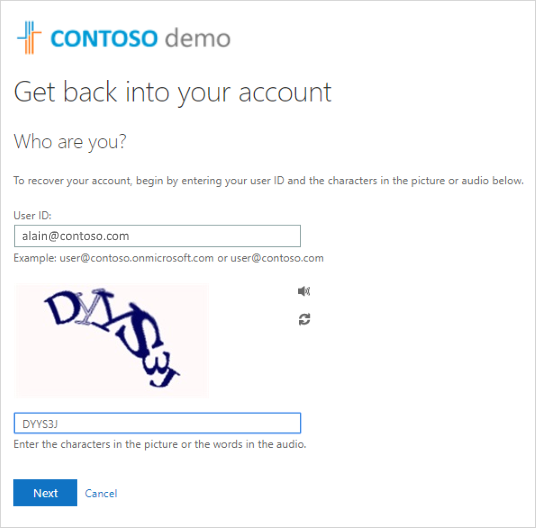 CONTOSO demo
Get back into your account
Who are you?
To recover your account, begin by entering your user ID and the characters in the picture or audio below.
User ID:
alain@contoso.com
Example: user@contoso.onmicrosoft.com or user@contoso.com
DYYS3J
DYYS3J
Enter the characters in the picture or the words in the audio.
Next Cancel